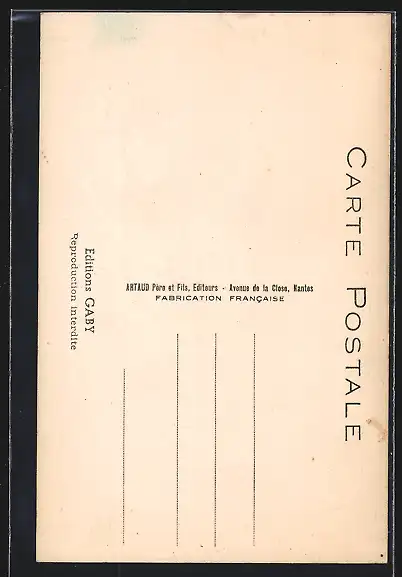 CARTE POSTALE
ARTAUD Père et Fils, Editeurs - Avenue de la Close, Nantes
FABRICATION FRANÇAISE
Editions GABY
Reproduction Interdite